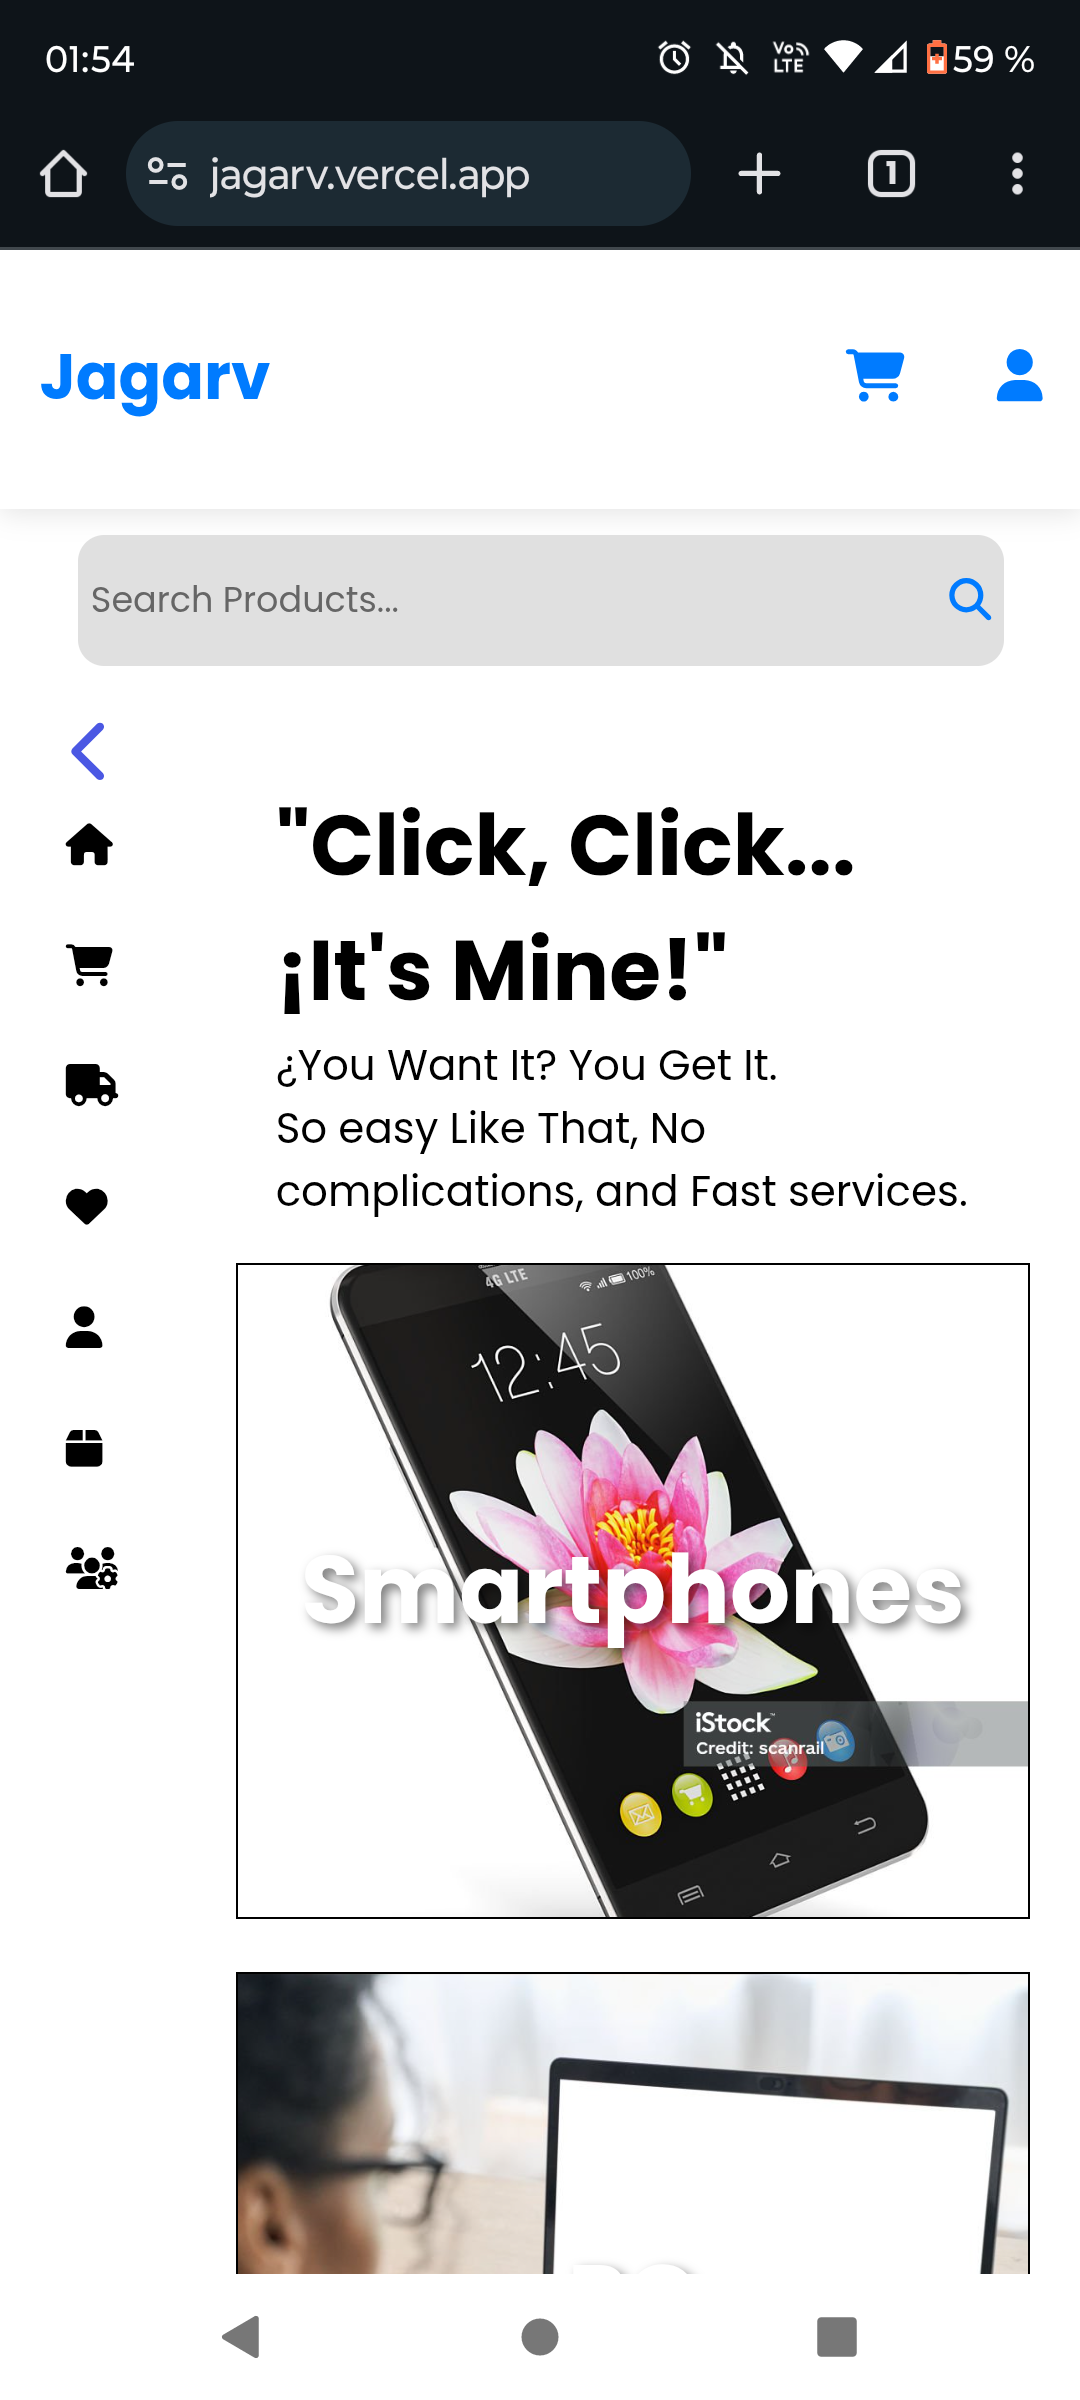 01:54
Vo LTE
59 %
jagarv.vercel.app
1
Jagarv
Search Products...
"Click, Click...
¡It's Mine!"
¿You Want It? You Get It.
So easy Like That, No
complications, and Fast services.
4G LTE
100%
12:45
Smartphones
iStock™
Credit: scanrail